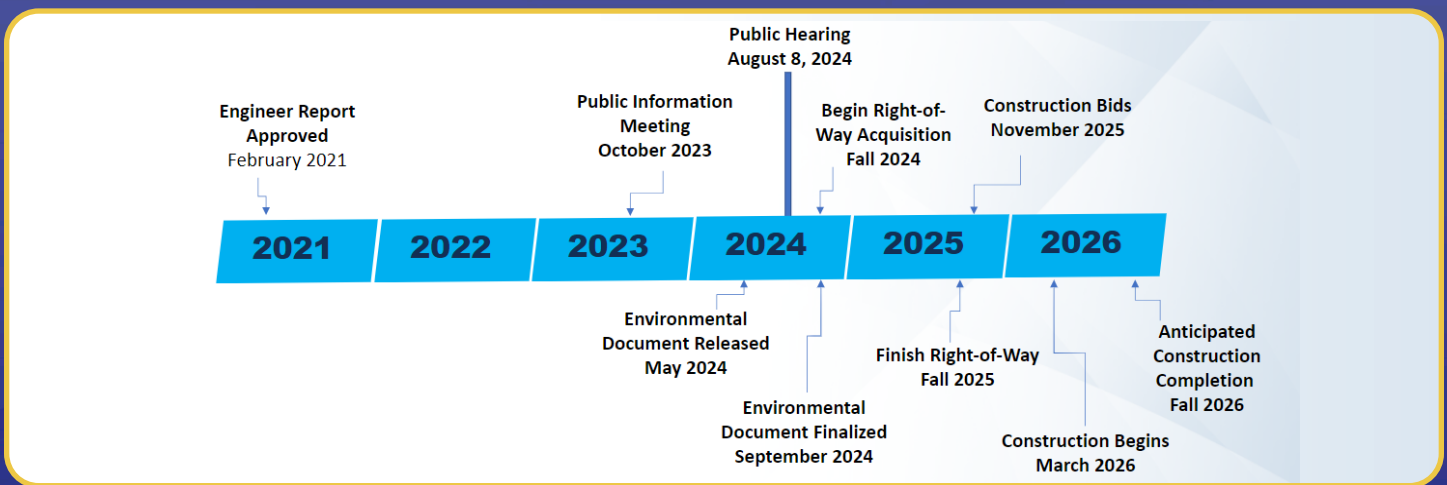 Public Hearing
August 8, 2024
Engineer Report
Approved
February 2021
Public Information
Meeting
October 2023
Begin Right-of-
Way Acquisition
Fall 2024
Construction Bids
November 2025
2021
2022
2023
2024
2025
2026
Environmental
Document Released
May 2024
Environmental
Document Finalized
September 2024
Finish Right-of-Way
Fall 2025
Construction Begins
March 2026
Anticipated
Construction
Completion
Fall 2026